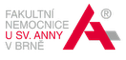 FAKULTNÍ
NEMOCNICE
U SV. ANNY
V BRNĚ
®